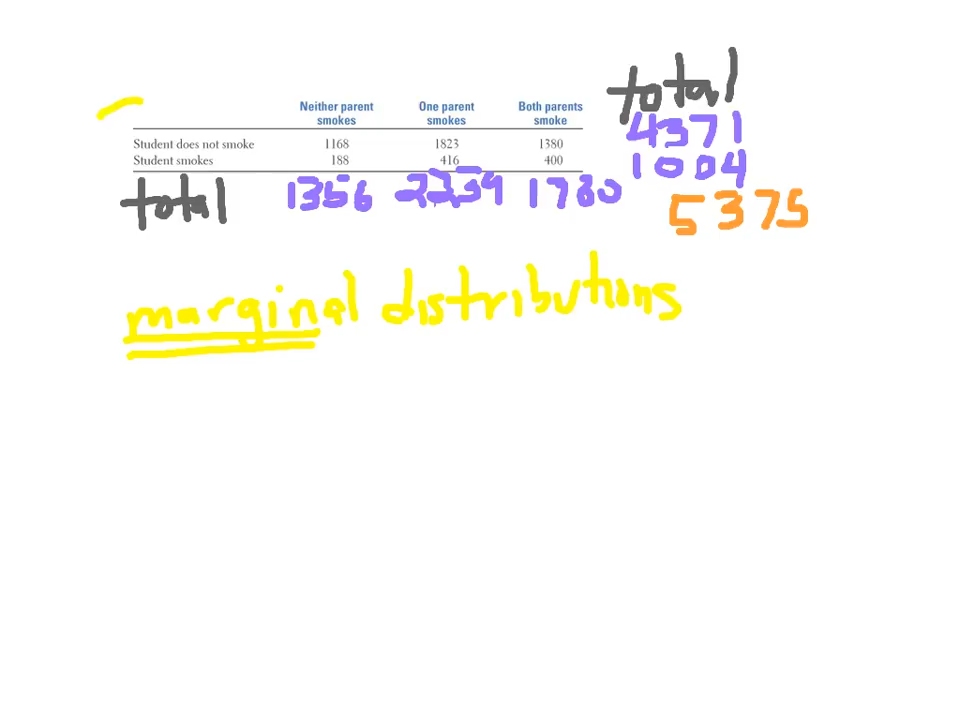 total
Neither parent smokes One parent smokes Both parents smoke
Student does not smoke 1168 1823 1380 4371
Student smokes 188 416 400 1004
total 1356 2239 1780 5375
marginal distributions